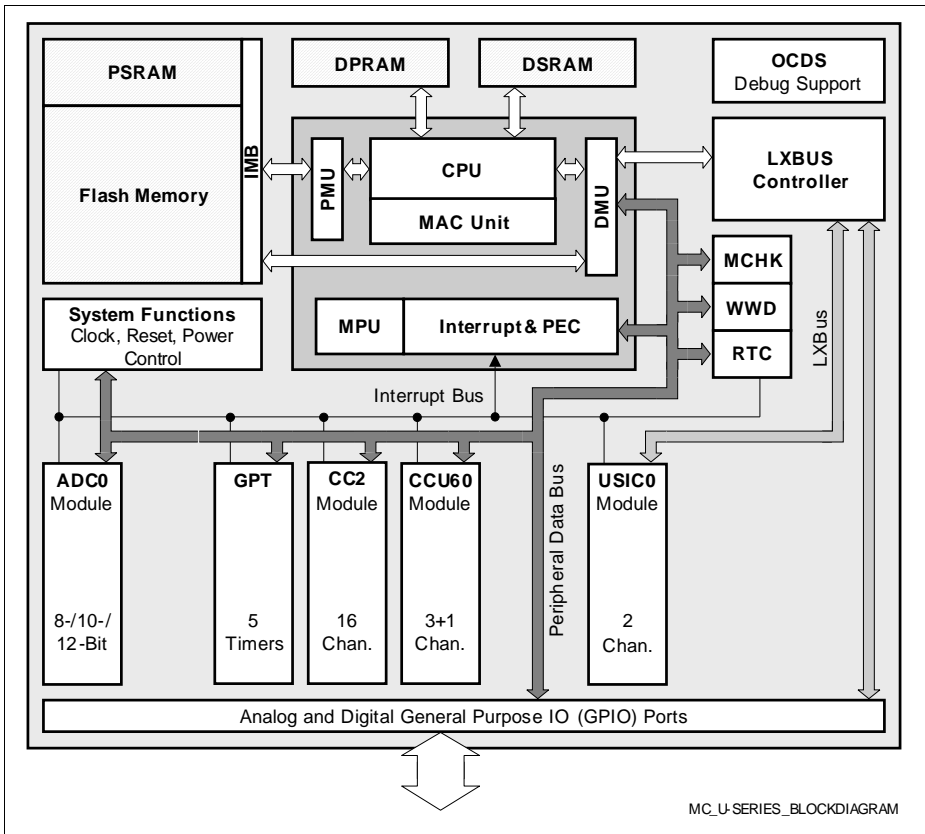 PSRAM
Flash Memory
IMB
DPRAM
DSRAM
OCDS
Debug Support
PMU
CPU
MAC Unit
DMU
LXBUS
Controller
MPU
Interrupt & PEC
MCHK
WWD
RTC
System Functions
Clock, Reset, Power
Control
Interrupt Bus
LXBus
Peripheral Data Bus
ADC0
Module
8-/10-/
12-Bit
GPT
5
Timers
CC2
Module
16
Chan.
CCU60
Module
3+1
Chan.
USIC0
Module
2
Chan.
Analog and Digital General Purpose IO (GPIO) Ports
MC_U-SERIES_BLOCKDIAGRAM